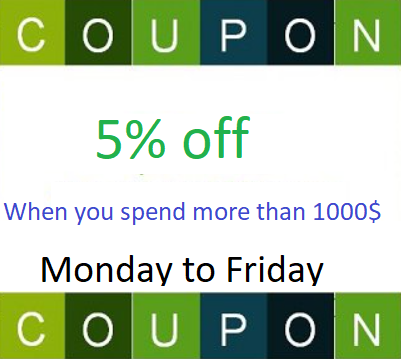 COUPON
5% off
When you spend more than 1000$
Monday to Friday
COUPON